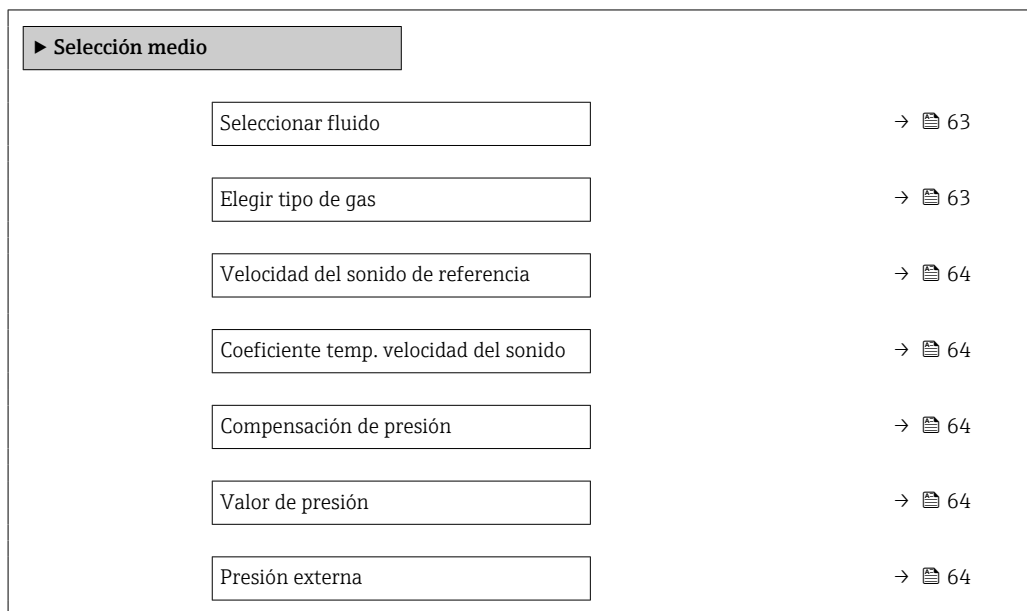 ▶ Selección medio
Seleccionar fluido → 63
Elegir tipo de gas → 63
Velocidad del sonido de referencia → 64
Coeficiente temp. velocidad del sonido → 64
Compensación de presión → 64
Valor de presión → 64
Presión externa → 64